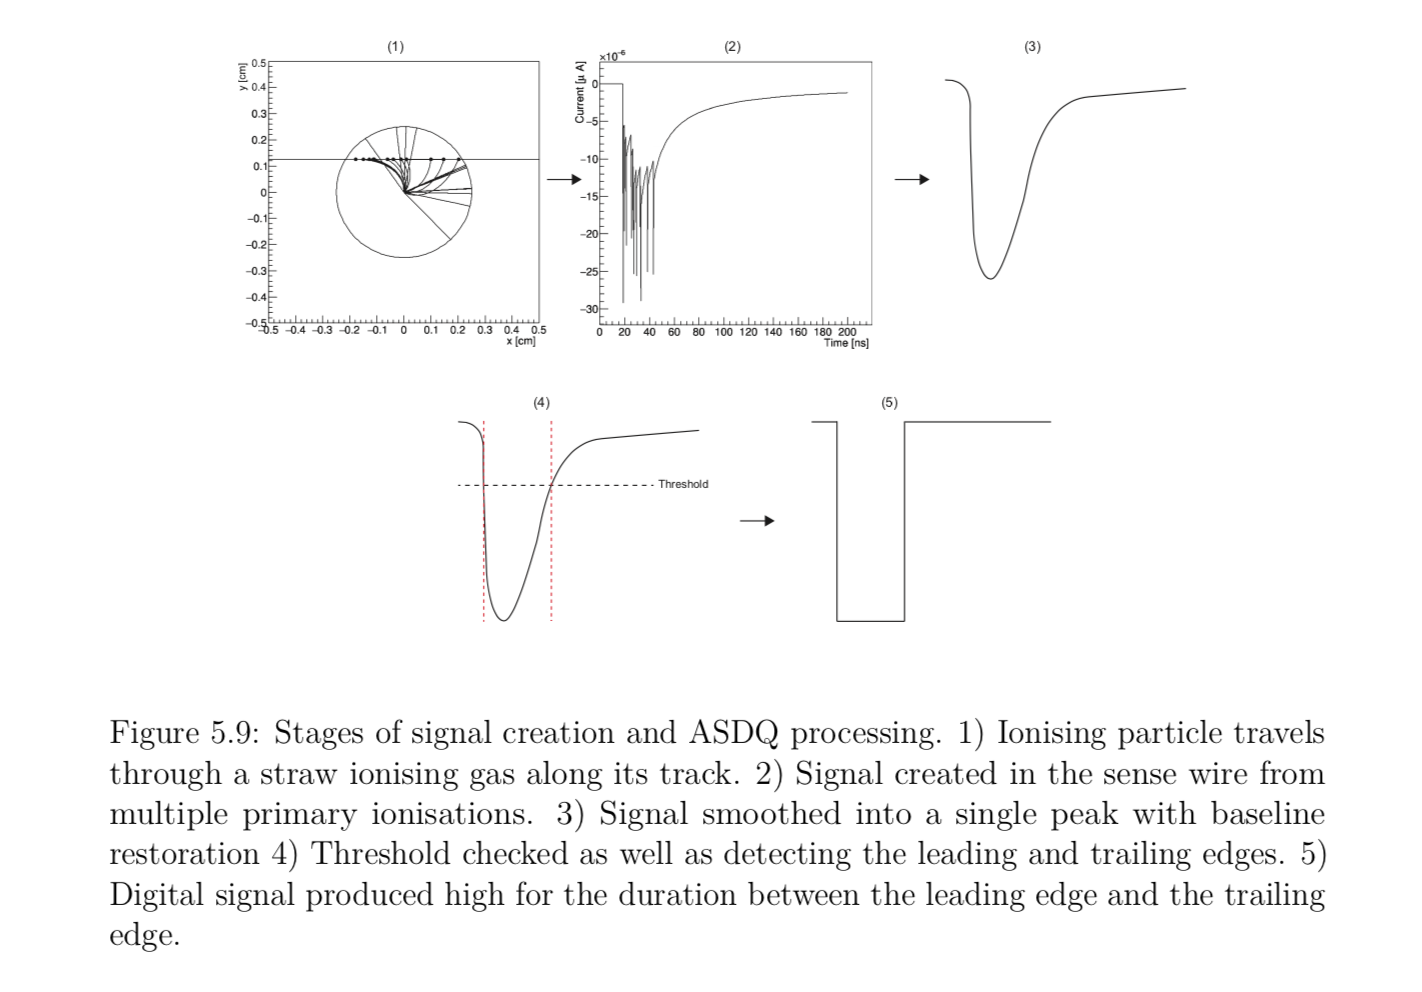 (1)
y [cm]
0.5
0.4
0.3
0.2
0.1
0
−0.1
−0.2
−0.3
−0.4
−0.5
−0.5 −0.4 −0.3 −0.2 −0.1 0 0.1 0.2 0.3 0.4 0.5
x [cm]
(2)
×10⁻⁶
Current [μ A]
0
−5
−10
−15
−20
−25
−30
0 20 40 60 80 100 120 140 160 180 200
Time [ns]
(3)
(4)
Threshold
(5)
Figure 5.9: Stages of signal creation and ASDQ processing. 1) Ionising particle travels
through a straw ionising gas along its track. 2) Signal created in the sense wire from
multiple primary ionisations. 3) Signal smoothed into a single peak with baseline
restoration 4) Threshold checked as well as detecting the leading and trailing edges. 5)
Digital signal produced high for the duration between the leading edge and the trailing
edge.